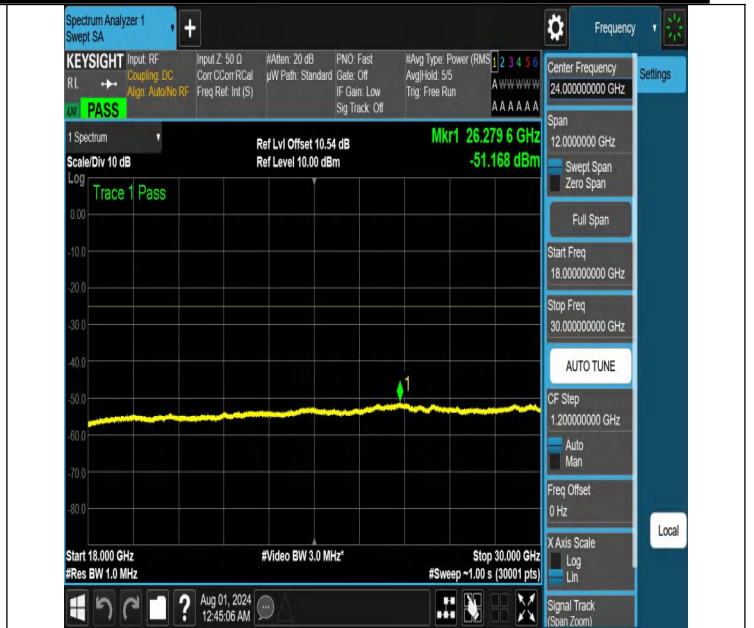 Spectrum Analyzer 1
Swept SA
+
Frequency
KEYSIGHT
RL
PASS
Input: RF
Coupling: DC
Align: Auto/No RF
Input Z: 50 Ω
Corr CCorr RCal
Freq Ref: Int (S)
#Atten: 20 dB
µW Path: Standard
PNO: Fast
Gate: Off
IF Gain: Low
Sig Track: Off
#Avg Type: Power (RMS
Avg|Hold: 5/5
Trig: Free Run
1 2 3 4 5 6
A W W W W W
A A A A A A
1 Spectrum
Scale/Div 10 dB
Ref Lvl Offset 10.54 dB
Ref Level 10.00 dBm
Mkr1 26.279 6 GHz
-51.168 dBm
Log
Trace 1 Pass
0.00
-10.0
-20.0
-30.0
-40.0
-50.0
-60.0
-70.0
-80.0
1
Start 18.000 GHz
#Res BW 1.0 MHz
#Video BW 3.0 MHz*
Stop 30.000 GHz
#Sweep ~1.00 s (30001 pts)
Center Frequency
24.000000000 GHz
Settings
Span
12.0000000 GHz
Swept Span
Zero Span
Full Span
Start Freq
18.000000000 GHz
Stop Freq
30.000000000 GHz
AUTO TUNE
CF Step
1.200000000 GHz
Auto
Man
Freq Offset
0 Hz
X Axis Scale
Log
Lin
Local
Signal Track
(Span Zoom)
?
Aug 01, 2024
12:45:06 AM